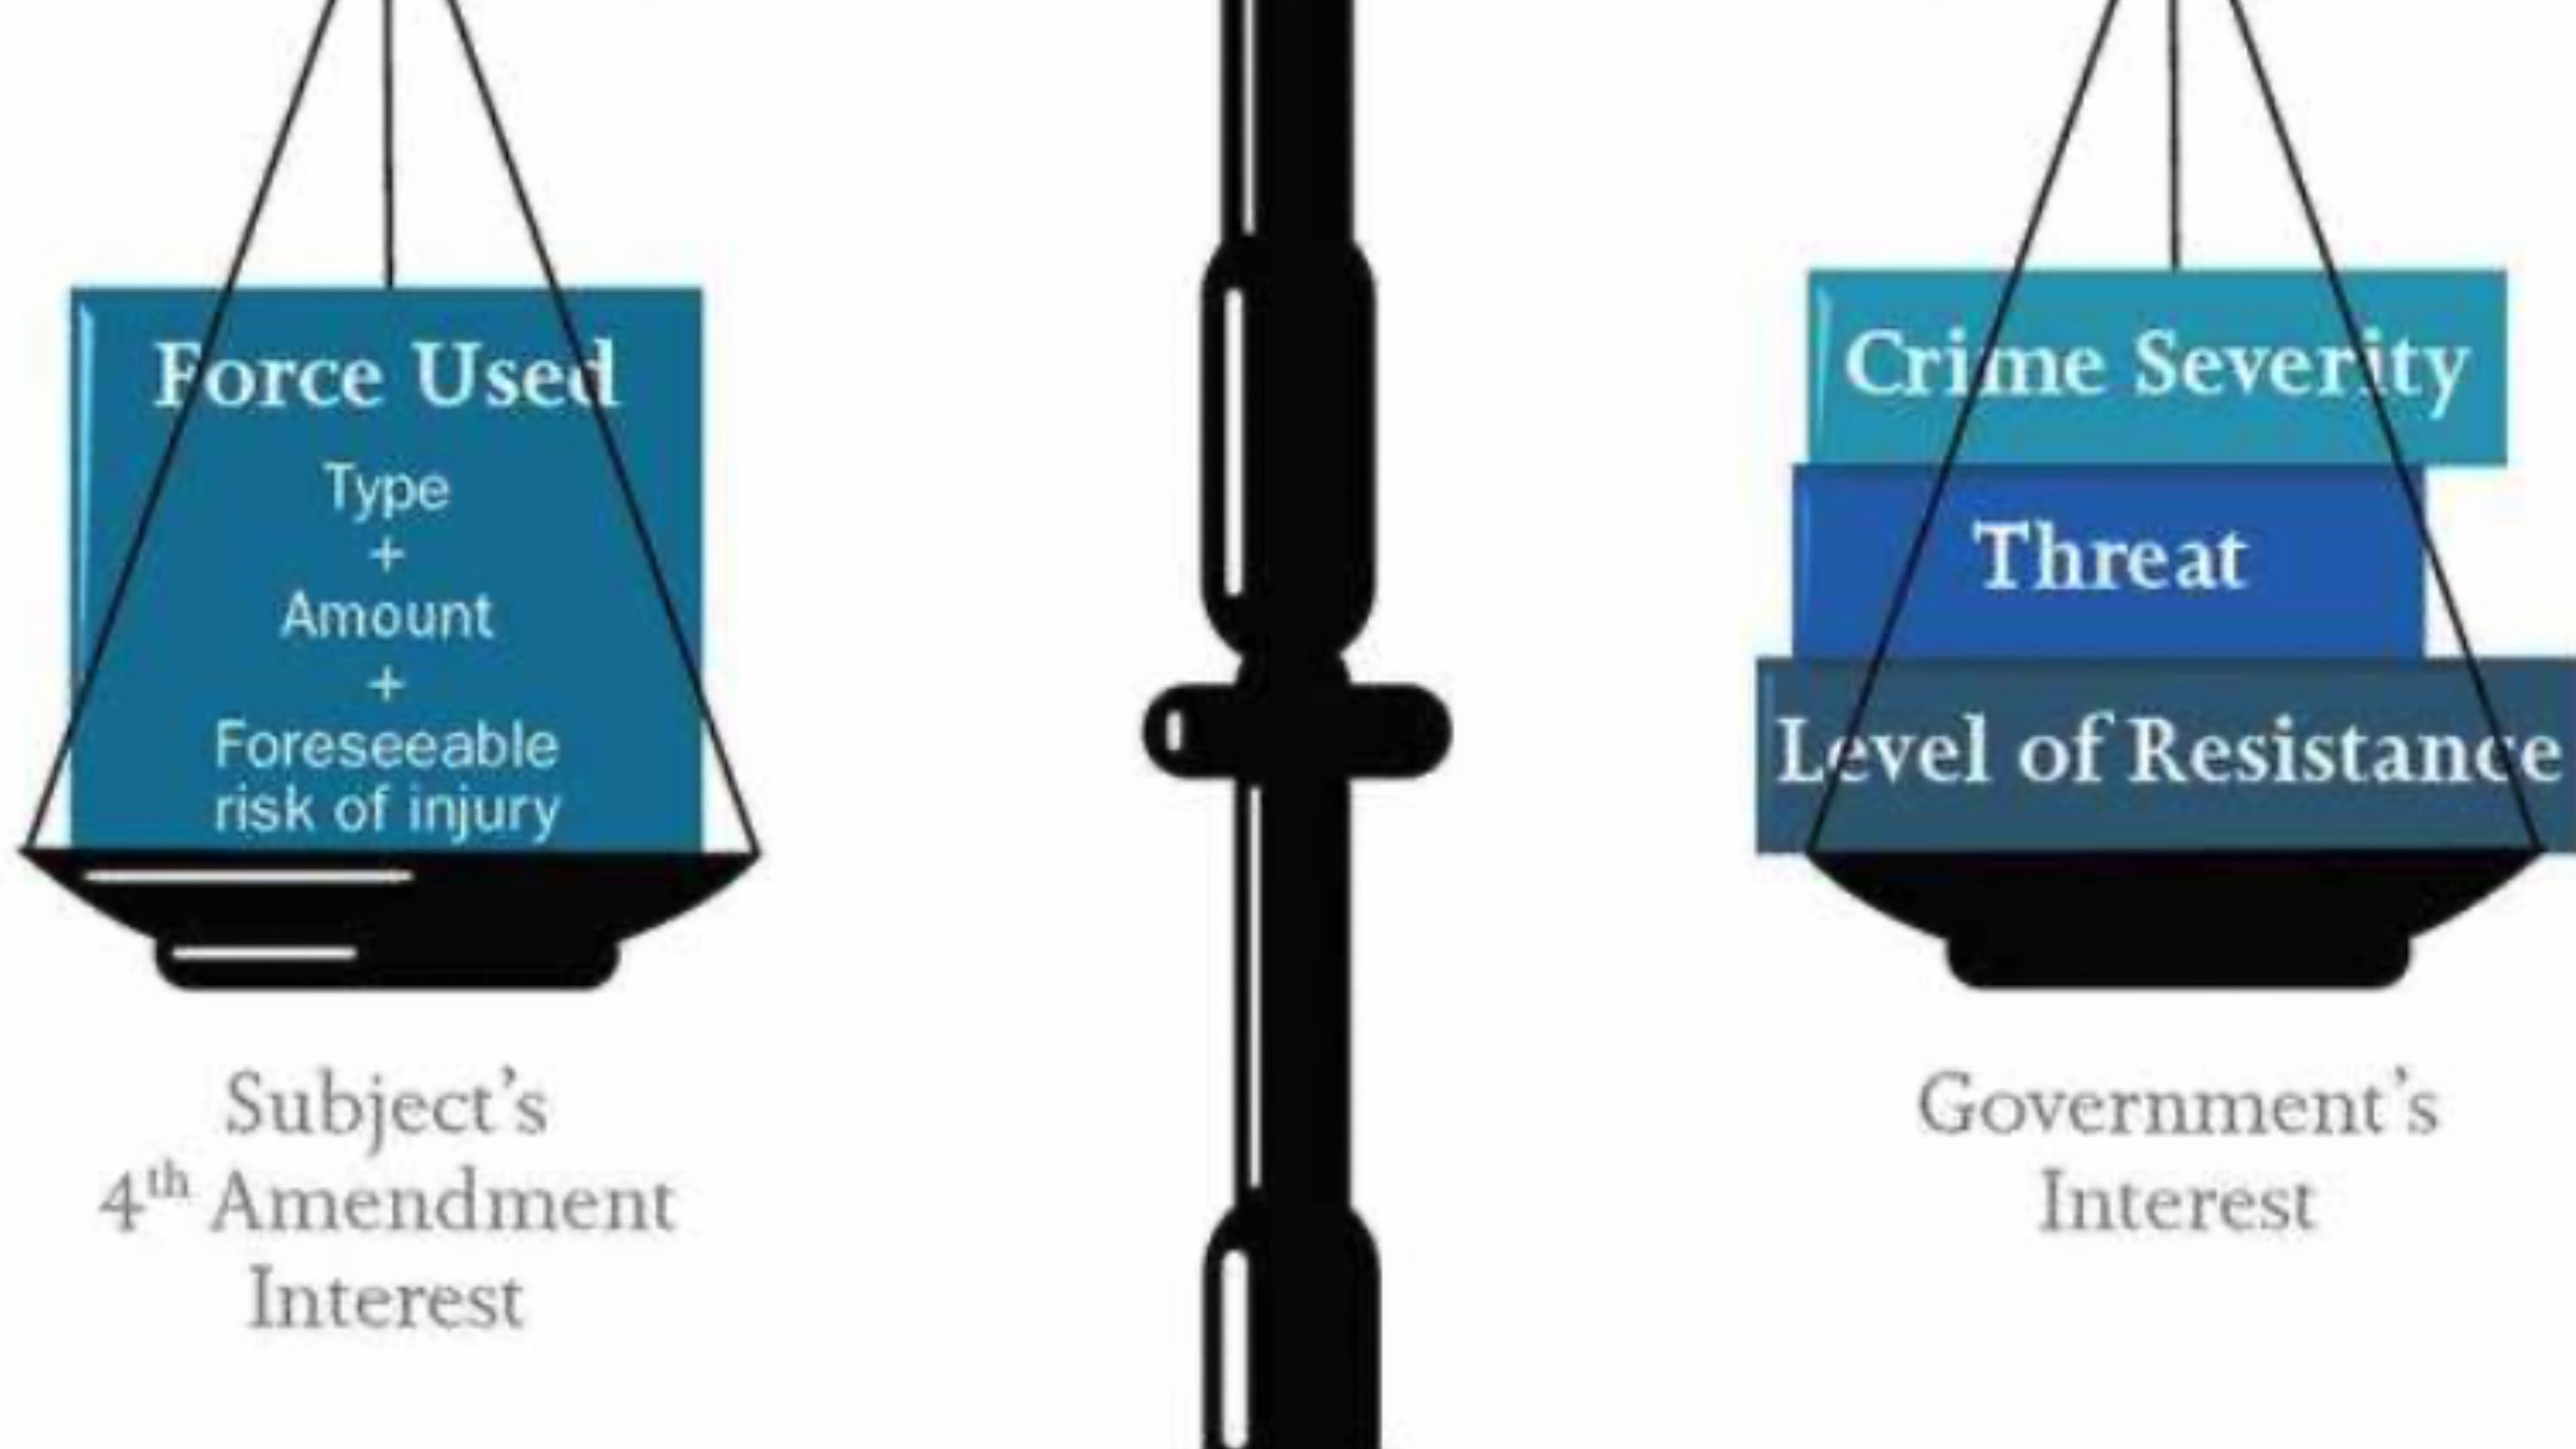 Force Used
Type
+
Amount
+
Foreseeable
risk of injury
Subject’s
4th Amendment
Interest
Crime Severity
Threat
Level of Resistance
Government’s
Interest